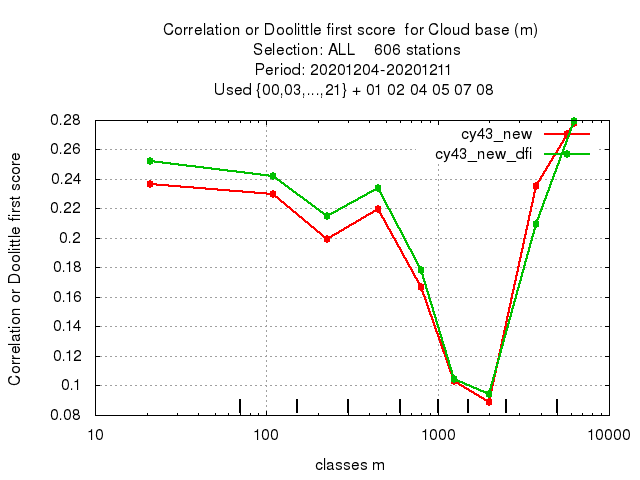 Correlation or Doolittle first score  for Cloud base (m)
Selection: ALL    606 stations
Period: 20201204-20201211
Used {00,03,...,21} + 01 02 04 05 07 08
cy43_new
cy43_new_dfi
0.28
0.26
0.24
0.22
0.2
0.18
0.16
0.14
0.12
0.1
0.08
Correlation or Doolittle first score
10
100
1000
10000
classes m